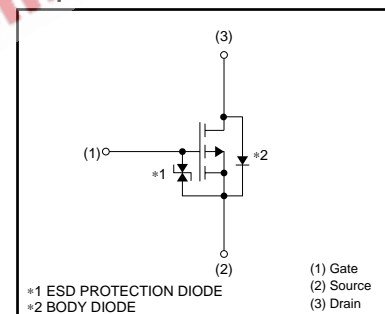 (3)
(1)
∗2
∗1
(2)
∗1 ESD PROTECTION DIODE
∗2 BODY DIODE
(1) Gate
(2) Source
(3) Drain